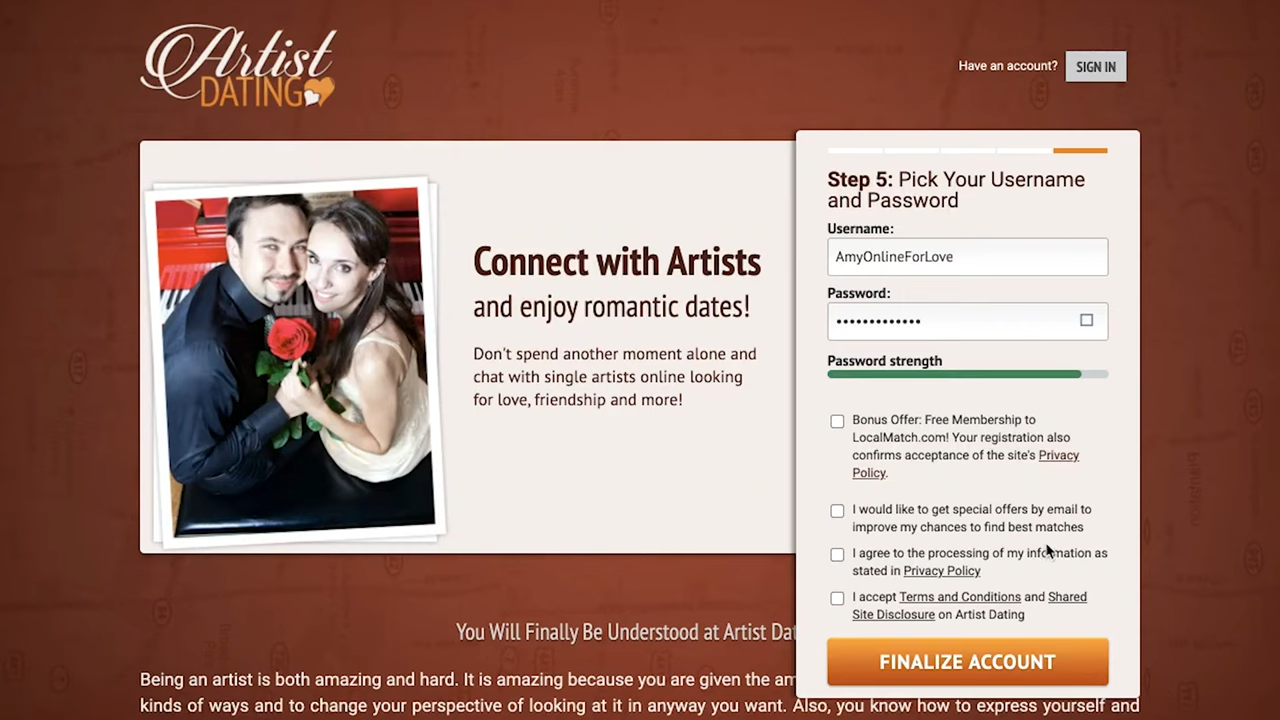 Artist
DATING
Have an account?
SIGN IN
Connect with Artists
and enjoy romantic dates!
Don't spend another moment alone and
chat with single artists online looking
for love, friendship and more!
Step 5: Pick Your Username
and Password
Username:
AmyOnlineForLove
Password:
•••••••••••••
Password strength
Bonus Offer: Free Membership to
LocalMatch.com! Your registration also
confirms acceptance of the site's Privacy
Policy.
I would like to get special offers by email to
improve my chances to find best matches
I agree to the processing of my information as
stated in Privacy Policy
I accept Terms and Conditions and Shared
Site Disclosure on Artist Dating
FINALIZE ACCOUNT
You Will Finally Be Understood at Artist Dat
Being an artist is both amazing and hard. It is amazing because you are given the am
kinds of ways and to change your perspective of looking at it in anyway you want. Also, you know how to express yourself and